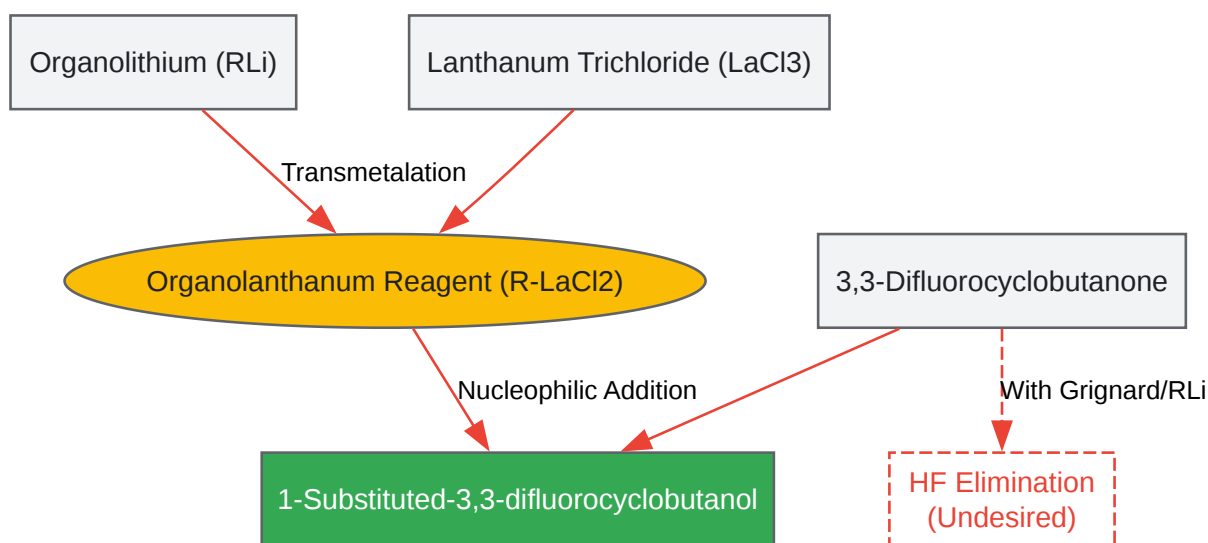 Organolithium (RLi)
Lanthanum Trichloride (LaCl3)
Transmetalation
Organolanthanum Reagent (R-LaCl2)
3,3-Difluorocyclobutanone
Nucleophilic Addition
With Grignard/RLi
1-Substituted-3,3-difluorocyclobutanol
HF Elimination
(Undesired)